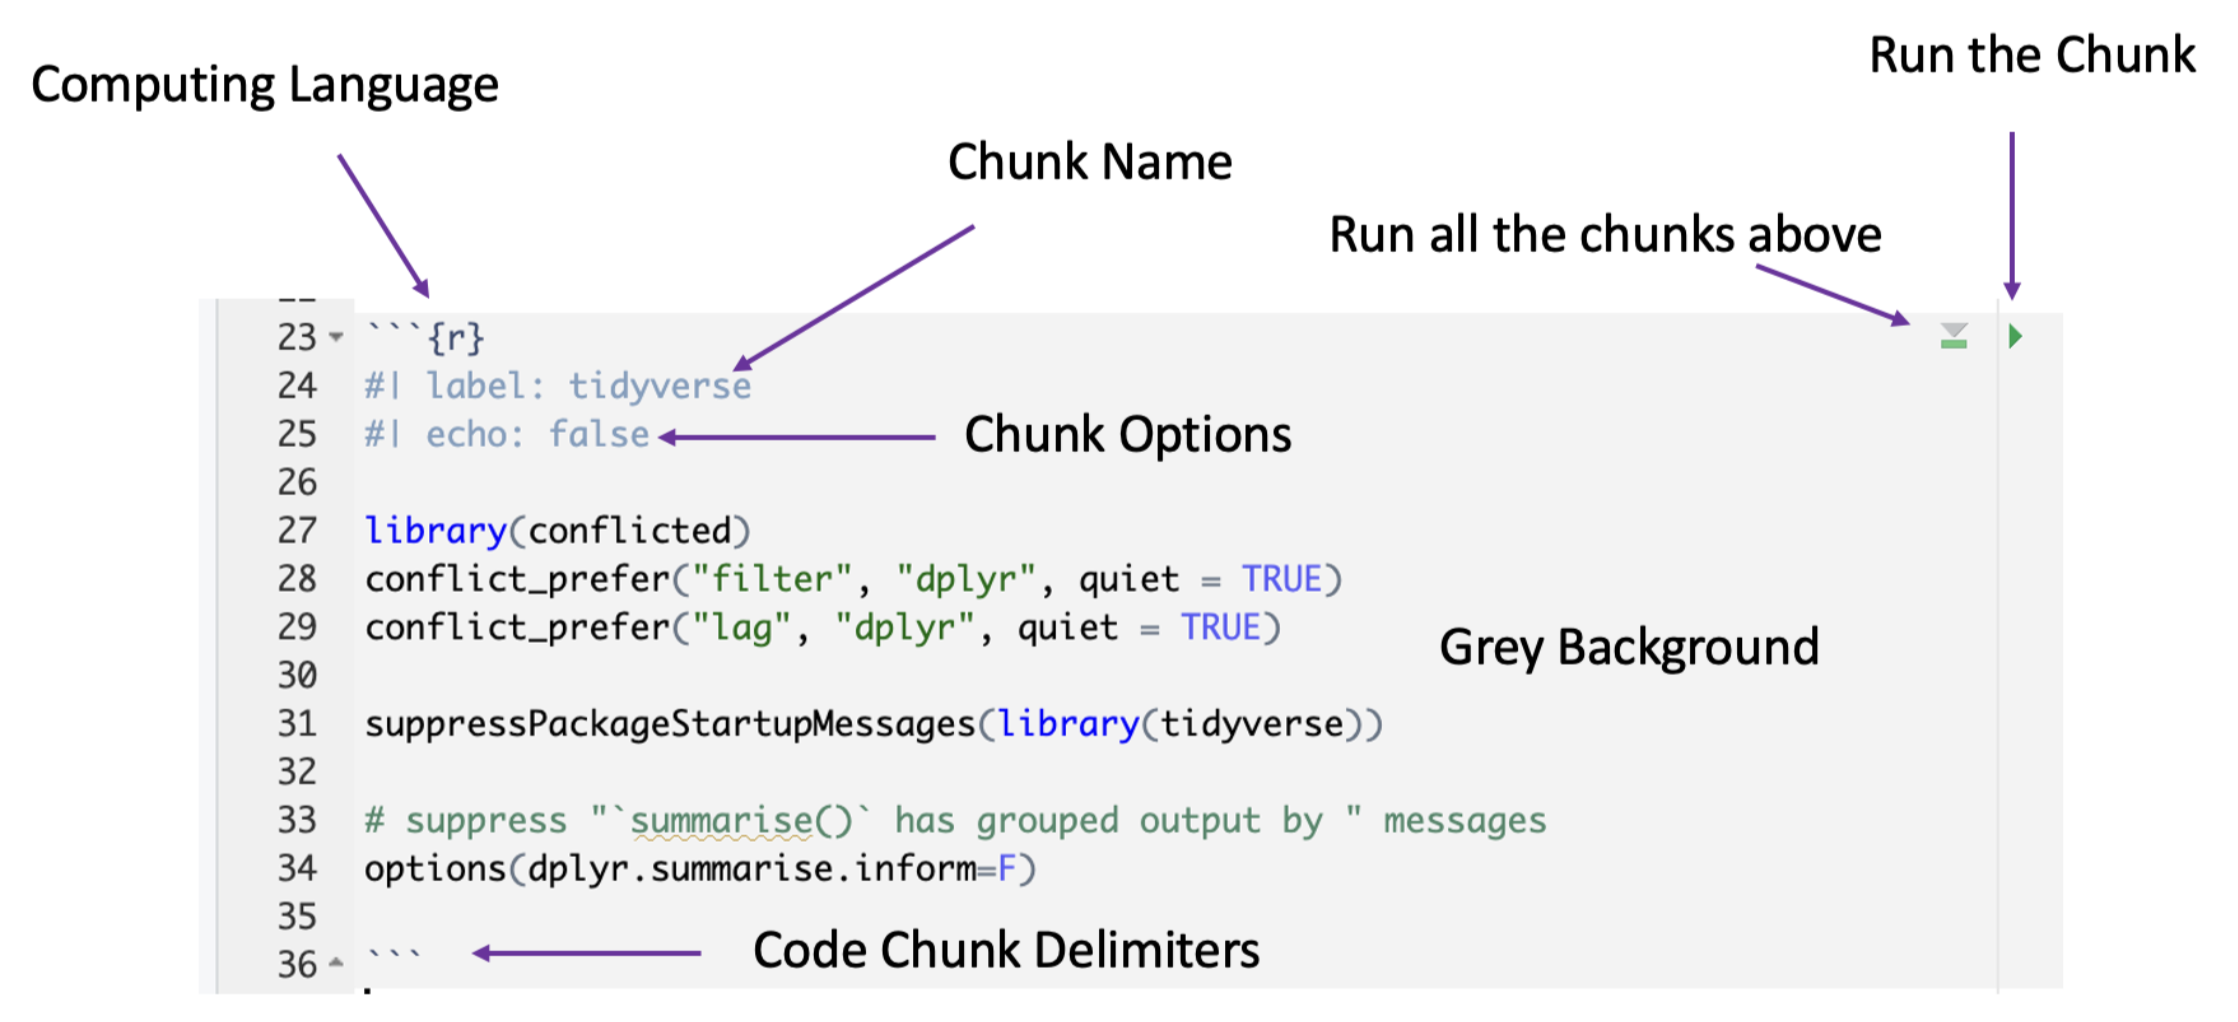 Run the Chunk
Computing Language
Chunk Name
Run all the chunks above
23 ```{r}
24 #| label: tidyverse
25 #| echo: false
Chunk Options
26
27 library(conflicted)
28 conflict_prefer("filter", "dplyr", quiet = TRUE)
29 conflict_prefer("lag", "dplyr", quiet = TRUE)
Grey Background
30
31 suppressPackageStartupMessages(library(tidyverse))
32
33 # suppress "`summarise()` has grouped output by " messages
34 options(dplyr.summarise.inform=F)
35
36 ```
Code Chunk Delimiters